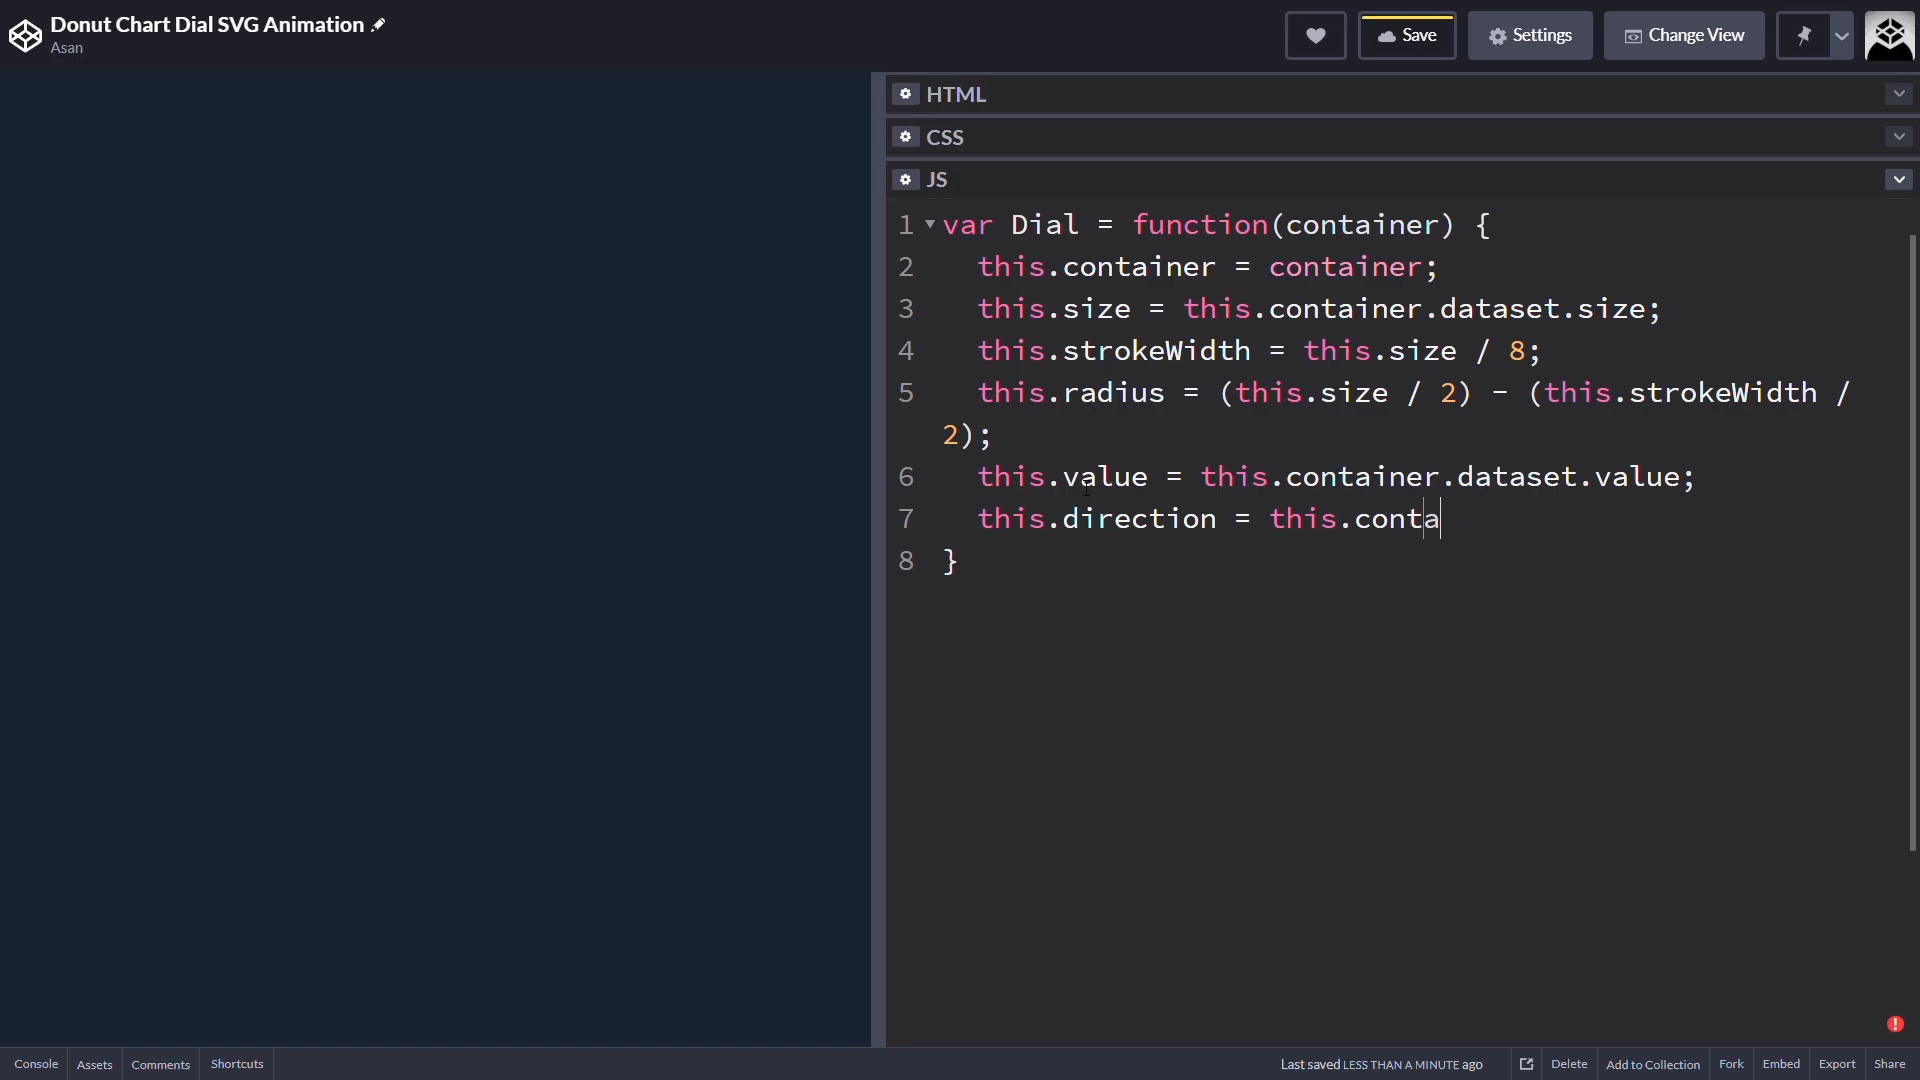 Donut Chart Dial SVG Animation
Asan
Save
Settings
Change View
HTML
CSS
JS
1 var Dial = function(container) {
2 this.container = container;
3 this.size = this.container.dataset.size;
4 this.strokeWidth = this.size / 8;
5 this.radius = (this.size / 2) - (this.strokeWidth /
2);
6 this.value = this.container.dataset.value;
7 this.direction = this.conta
8 }
Console Assets Comments Shortcuts Last saved LESS THAN A MINUTE ago Delete Add to Collection Fork Embed Export Share